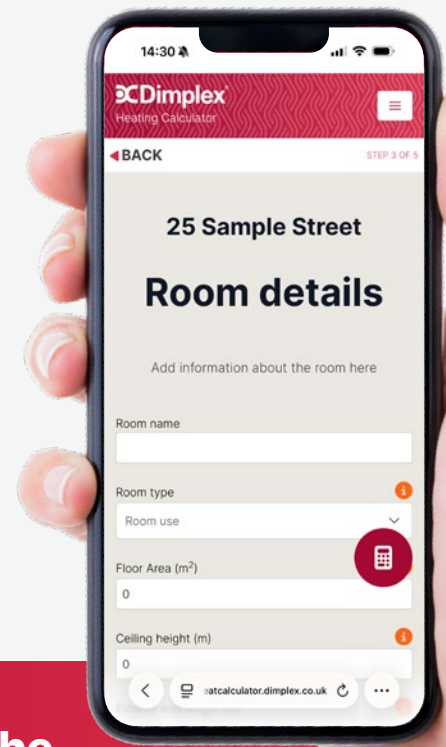 14:30
Dimplex
Heating Calculator
BACK
STEP 3 OF 5
25 Sample Street
Room details
Add information about the room here
Room name
Room type
Room use
Floor Area (m²)
0
Ceiling height (m)
0
eatcalculator.dimplex.co.uk